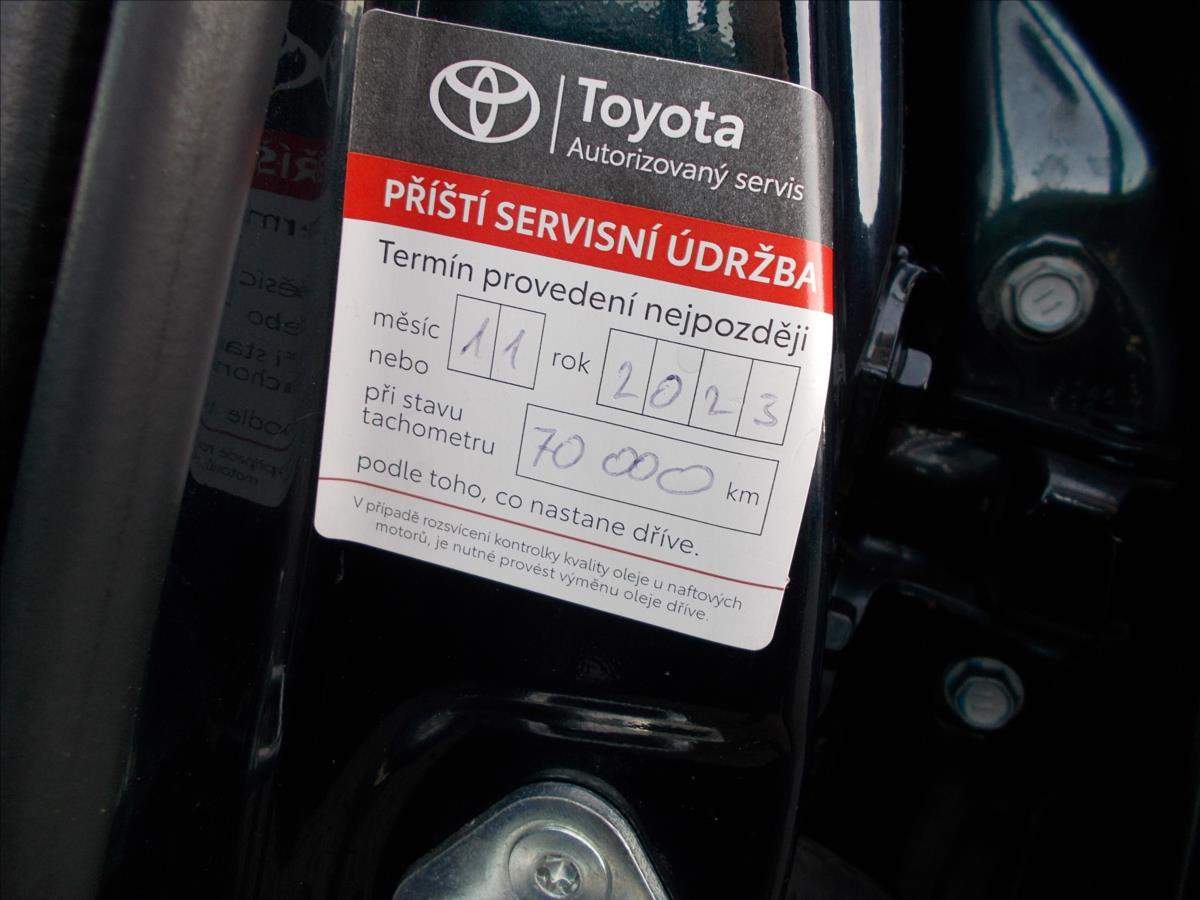 Toyota
Autorizovaný servis
PŘÍŠTÍ SERVISNÍ ÚDRŽBA
Termín provedení nejpozději
měsíc 11 rok 2023
nebo
při stavu
tachometru 70 000 km
podle toho, co nastane dříve.
V případě rozsvícení kontrolky kvality oleje u naftových
motorů, je nutné provést výměnu oleje dříve.